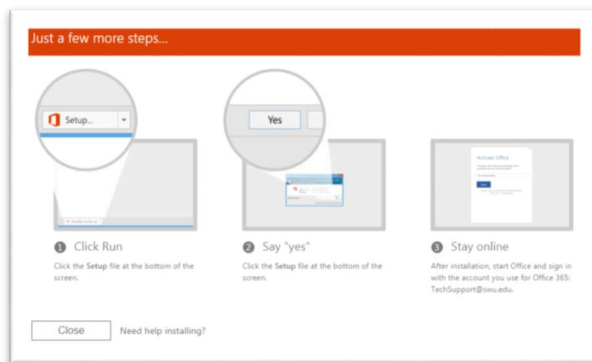 Just a few more steps...
Setup...
Yes
Activate Office
1 Click Run
2 Say "yes"
3 Stay online
Click the Setup file at the bottom of the
screen.
Click the Setup file at the bottom of the
screen.
After installation, start Office and sign in
with the account you use for Office 365:
TechSupport@swu.edu.
Close
Need help installing?